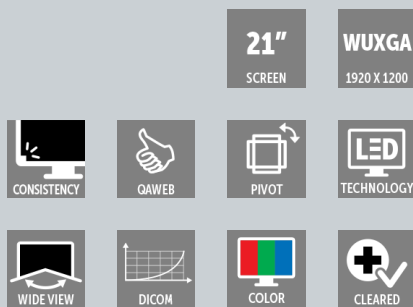 21" WUXGA
SCREEN 1920 X 1200
LED
CONSISTENCY QAWEB PIVOT TECHNOLOGY
WIDE VIEW DICOM COLOR CLEARED